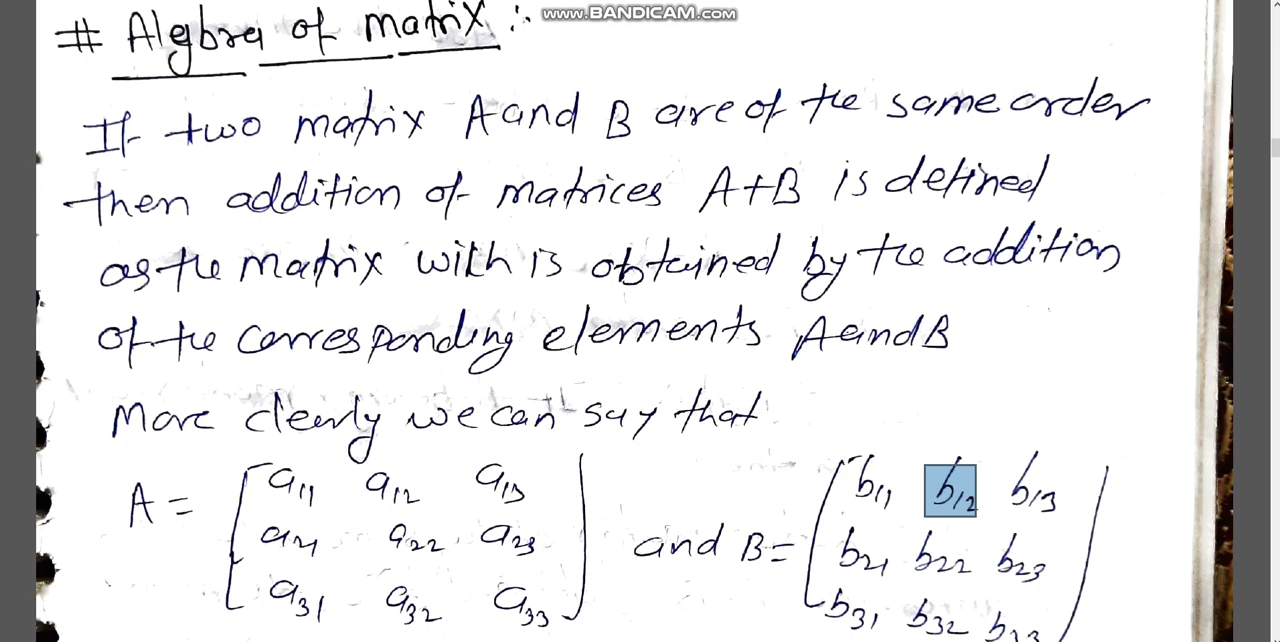 www.BANDICAM.com
# Algbra of matrix :-
If two matrix A and B are of the same order
then addition of matrices A+B is defined
as the matrix with is obtained by the addition
of the corresponding elements A and B
More clearly we can say that
A = [a11 a12 a13 and B = [b11 b12 b13
a21 a22 a23 b21 b22 b23
a31 a32 a33] b31 b32 b33]